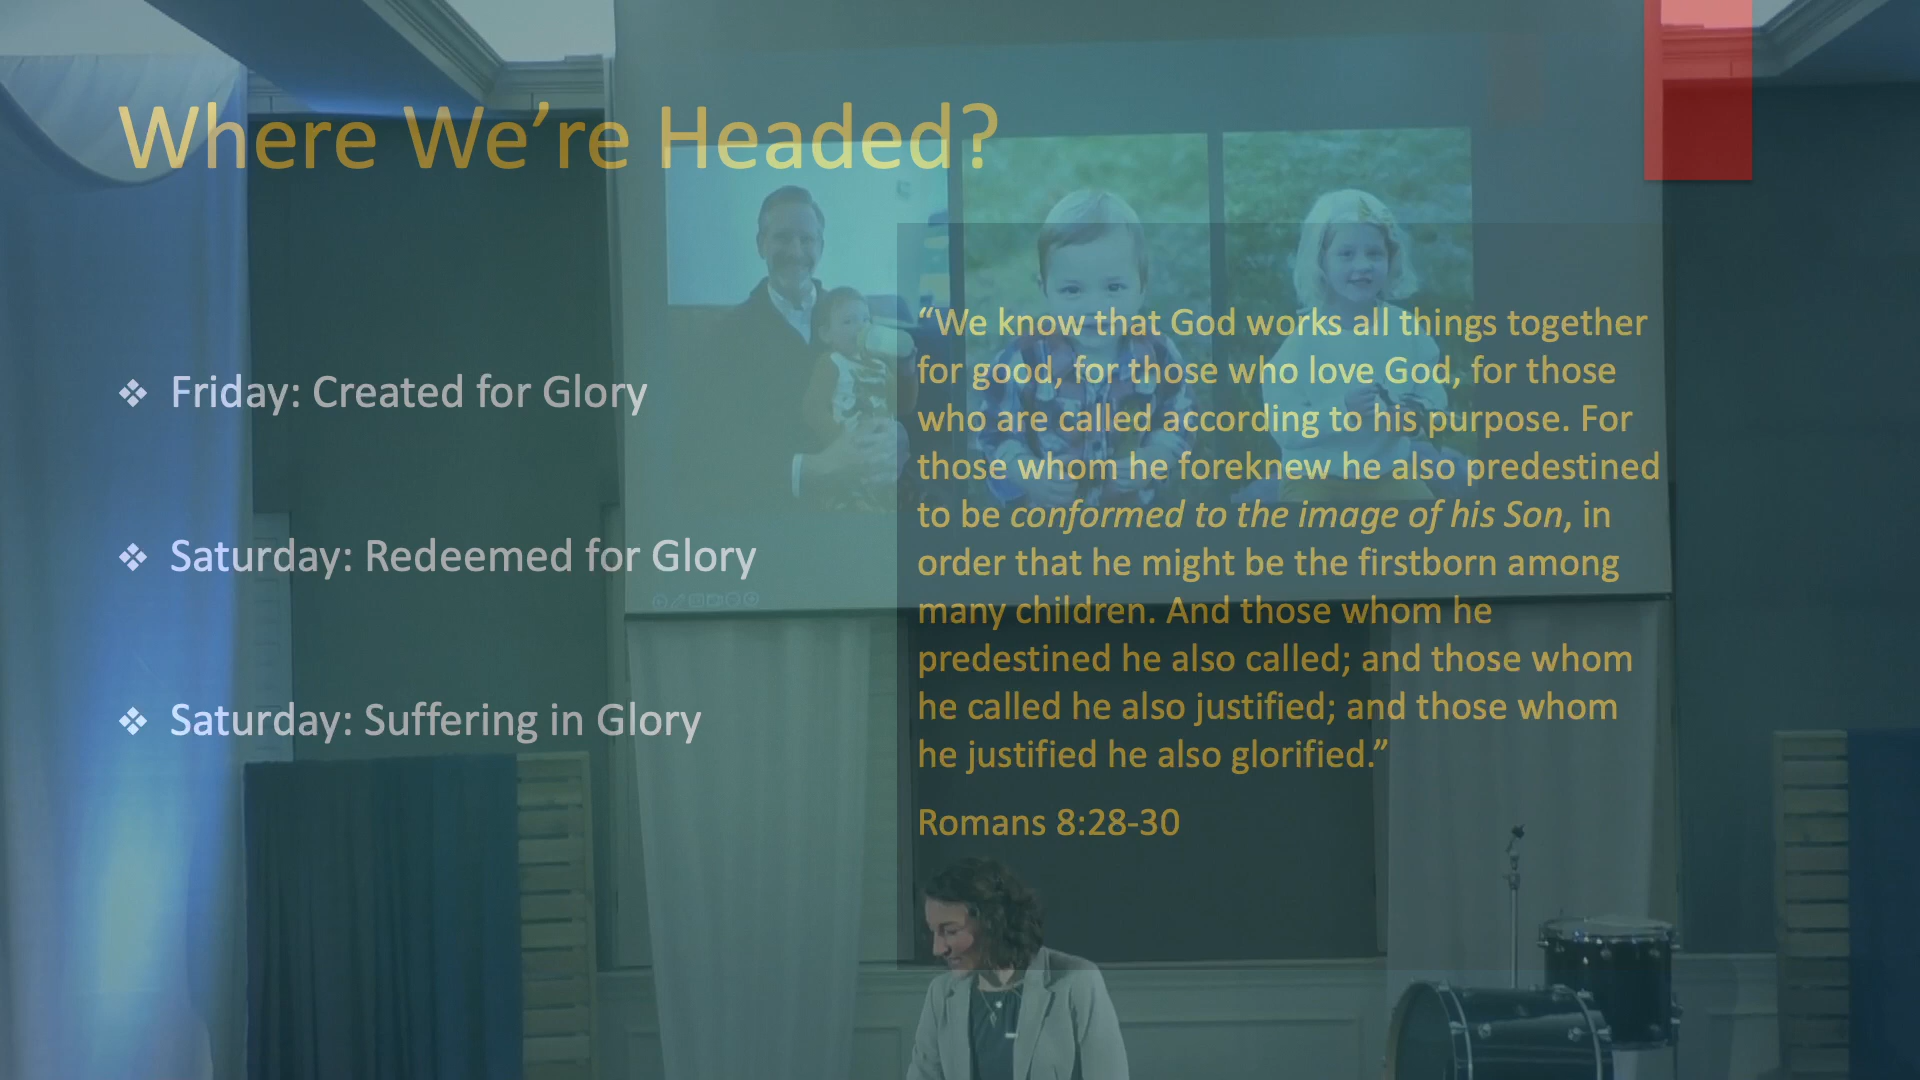 Where We’re Headed?
❖ Friday: Created for Glory
❖ Saturday: Redeemed for Glory
❖ Saturday: Suffering in Glory
“We know that God works all things together
for good, for those who love God, for those
who are called according to his purpose. For
those whom he foreknew he also predestined
to be conformed to the image of his Son, in
order that he might be the firstborn among
many children. And those whom he
predestined he also called; and those whom
he called he also justified; and those whom
he justified he also glorified.”
Romans 8:28-30